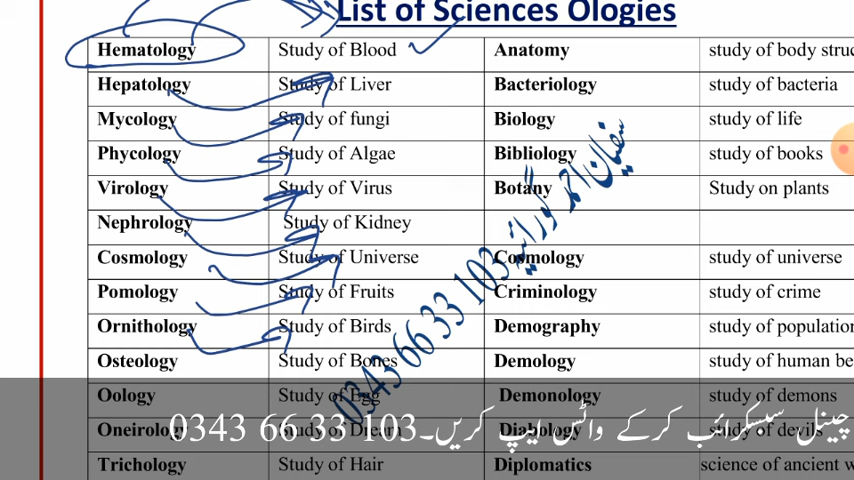 List of Sciences Ologies
Hematology Study of Blood Anatomy study of body struc
Hepatology Study of Liver Bacteriology study of bacteria
Mycology Study of fungi Biology study of life
Phycology Study of Algae Bibliology study of books
Virology Study of Virus Botany Study on plants
Nephrology Study of Kidney
Cosmology Study of Universe Cosmology study of universe
Pomology Study of Fruits Criminology study of crime
Ornithology Study of Birds Demography study of population
Osteology Study of Bones Demology study of human be
Oology Study of Egg Demonology study of demons
Oneirology Study of Dream study of devils
Trichology Study of Hair Diplomatics science of ancient w
0343 66 33 103
چینل سبسکرائب کرکے واٹس ایپ کریں۔ 0343 66 33 103